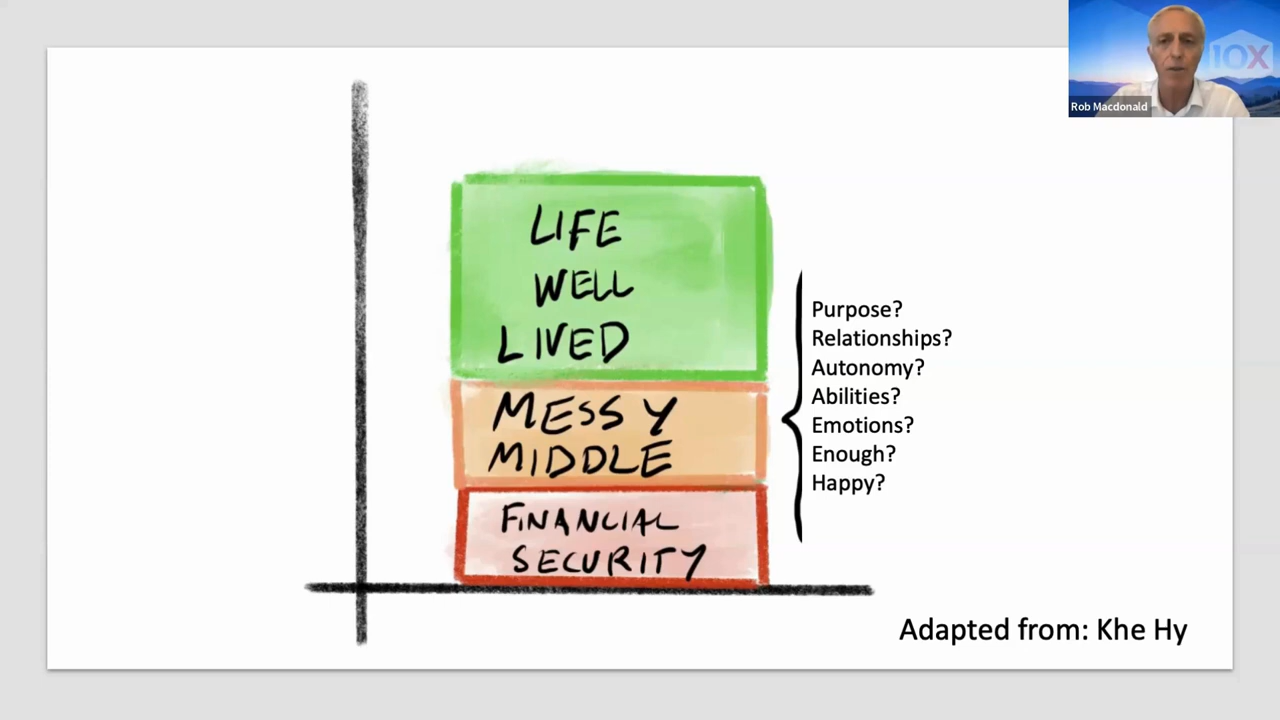 10X
Rob Macdonald
LIFE
WELL
LIVED
MESSY
MIDDLE
FINANCIAL
SECURITY
Purpose?
Relationships?
Autonomy?
Abilities?
Emotions?
Enough?
Happy?
Adapted from: Khe Hy